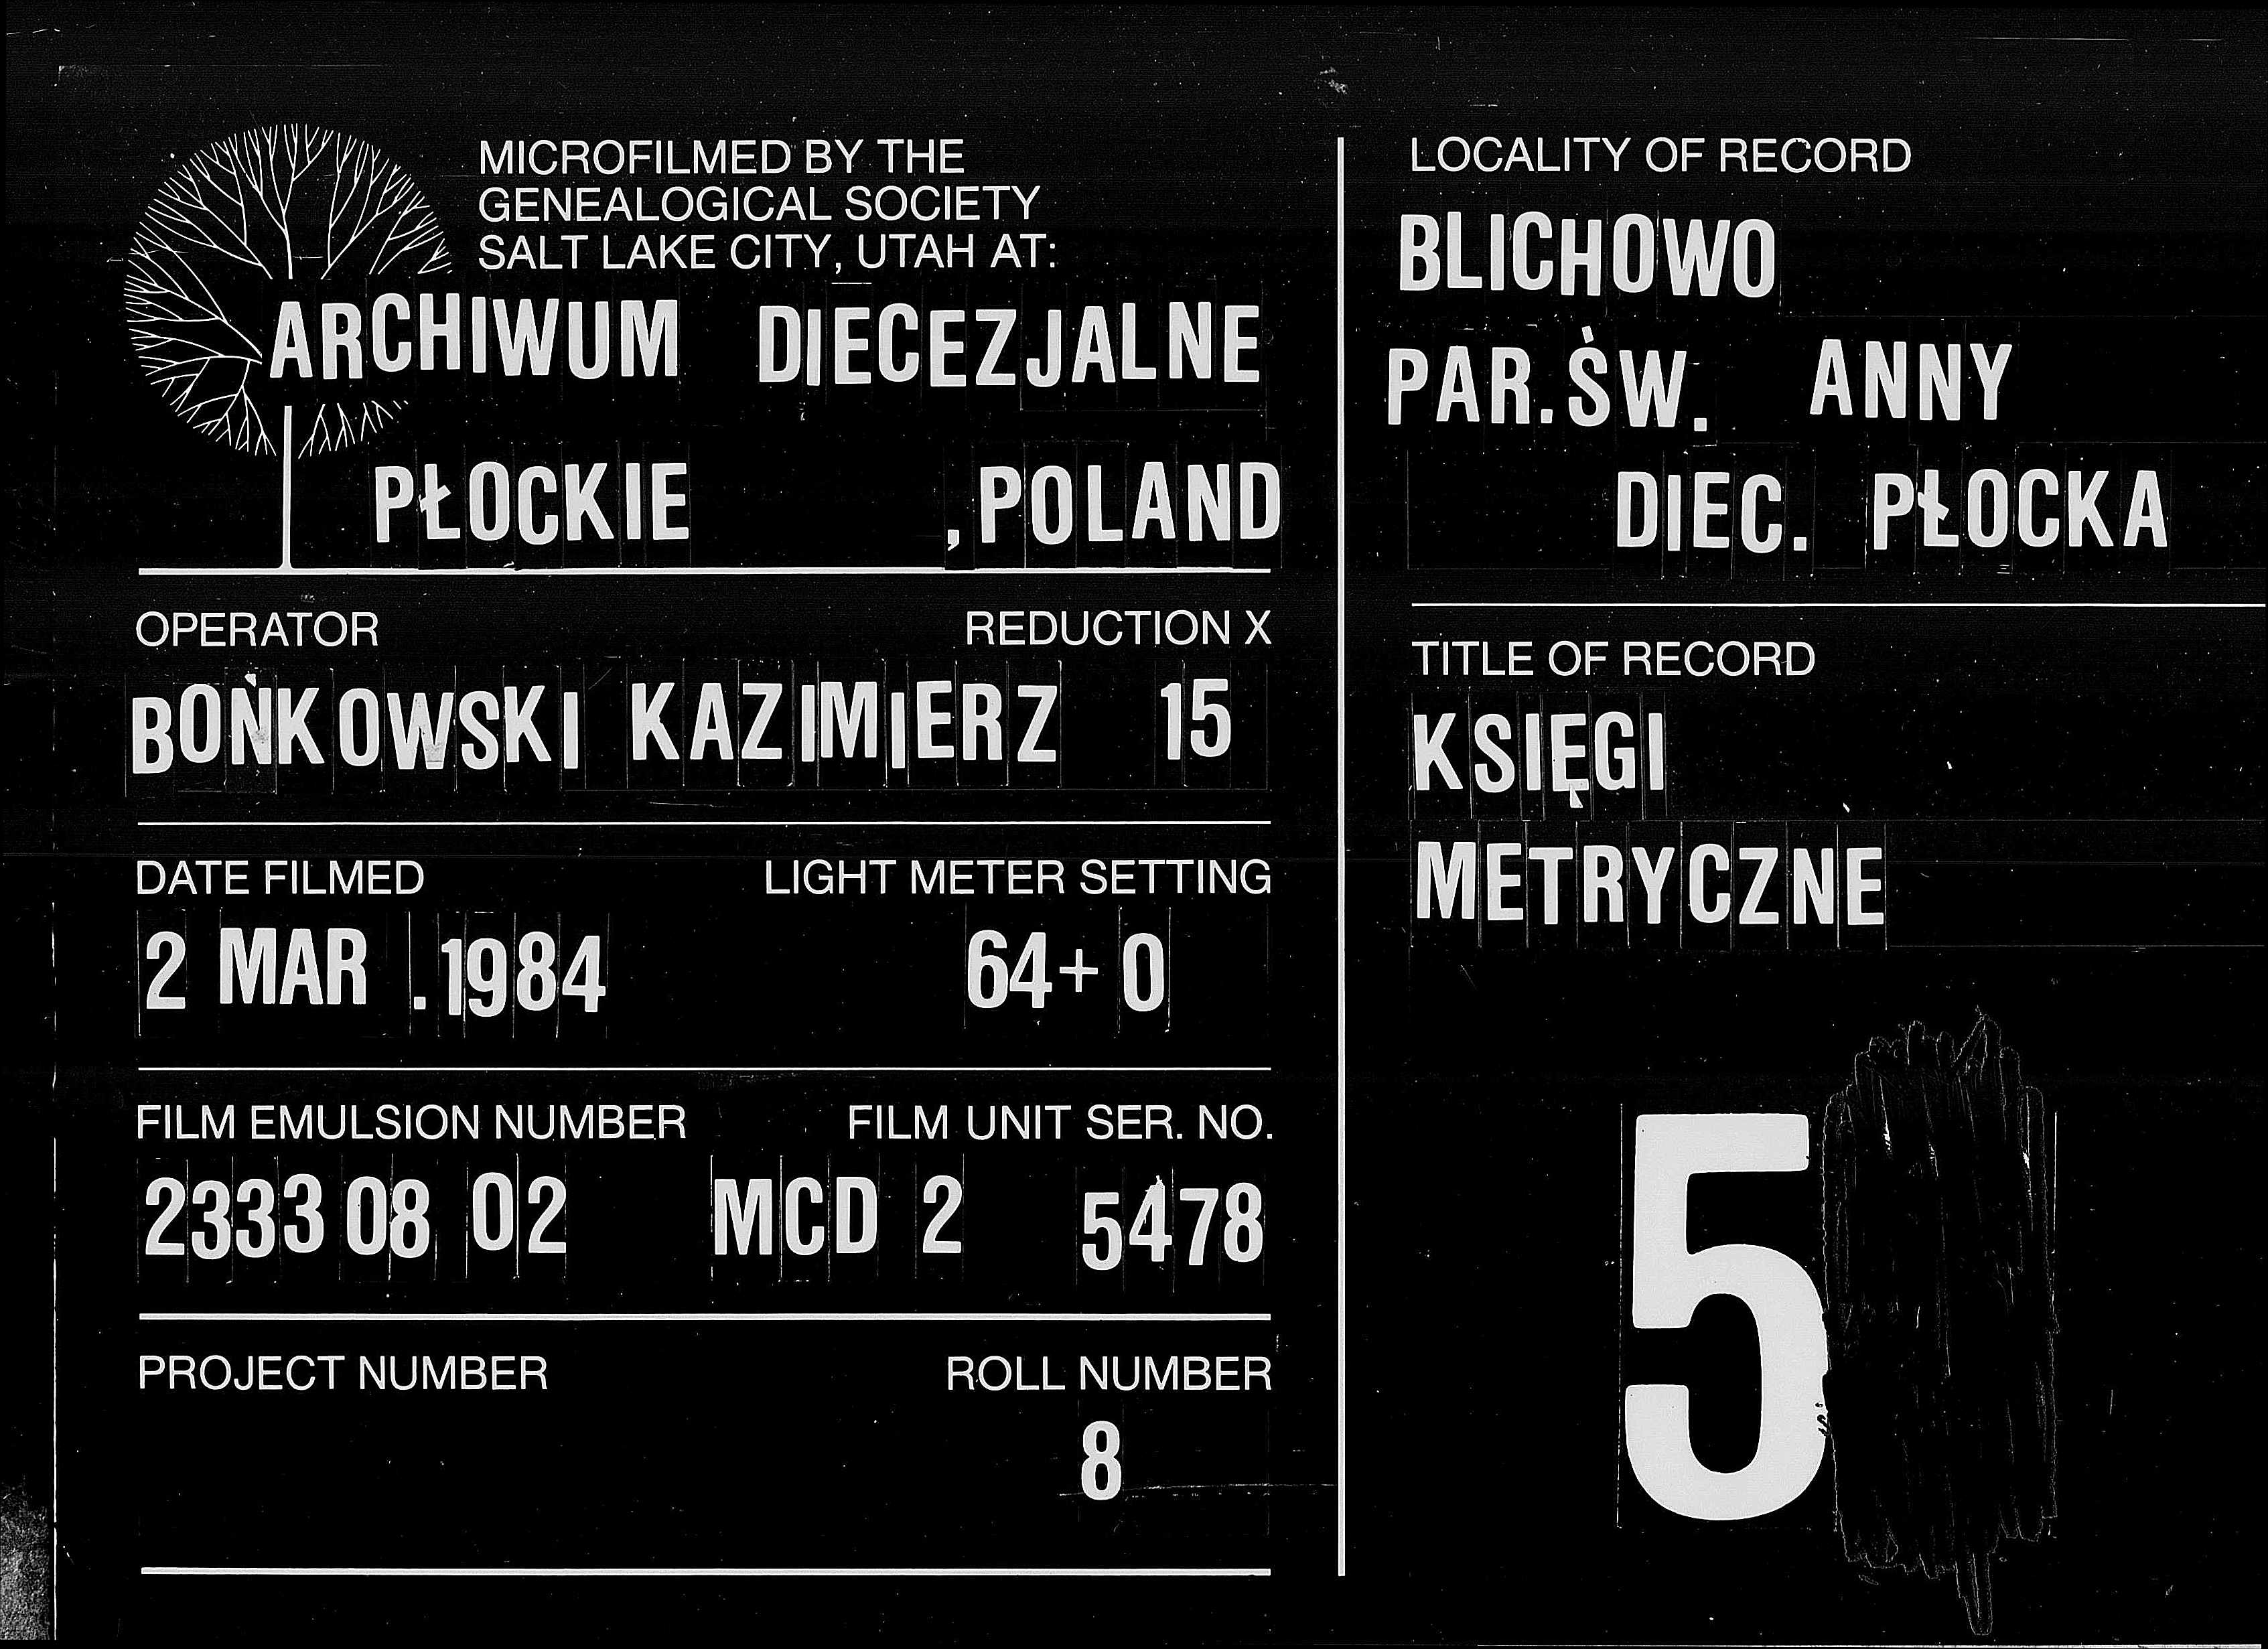 MICROFILMED BY THE
GENEALOGICAL SOCIETY
SALT LAKE CITY, UTAH AT:
ARCHIWUM DIECEZJALNE
PŁOCKIE , POLAND
OPERATOR REDUCTION X
BOŃKOWSKI KAZIMIERZ 15
DATE FILMED LIGHT METER SETTING
2 MAR . 1984 64+ 0
FILM EMULSION NUMBER FILM UNIT SER. NO.
2333 08 02 MCD 2 5478
PROJECT NUMBER ROLL NUMBER
8
LOCALITY OF RECORD
BLICHOWO
PAR. ŚW. ANNY
DIEC. PŁOCKA
TITLE OF RECORD
KSIĘGI
METRYCZNE
5